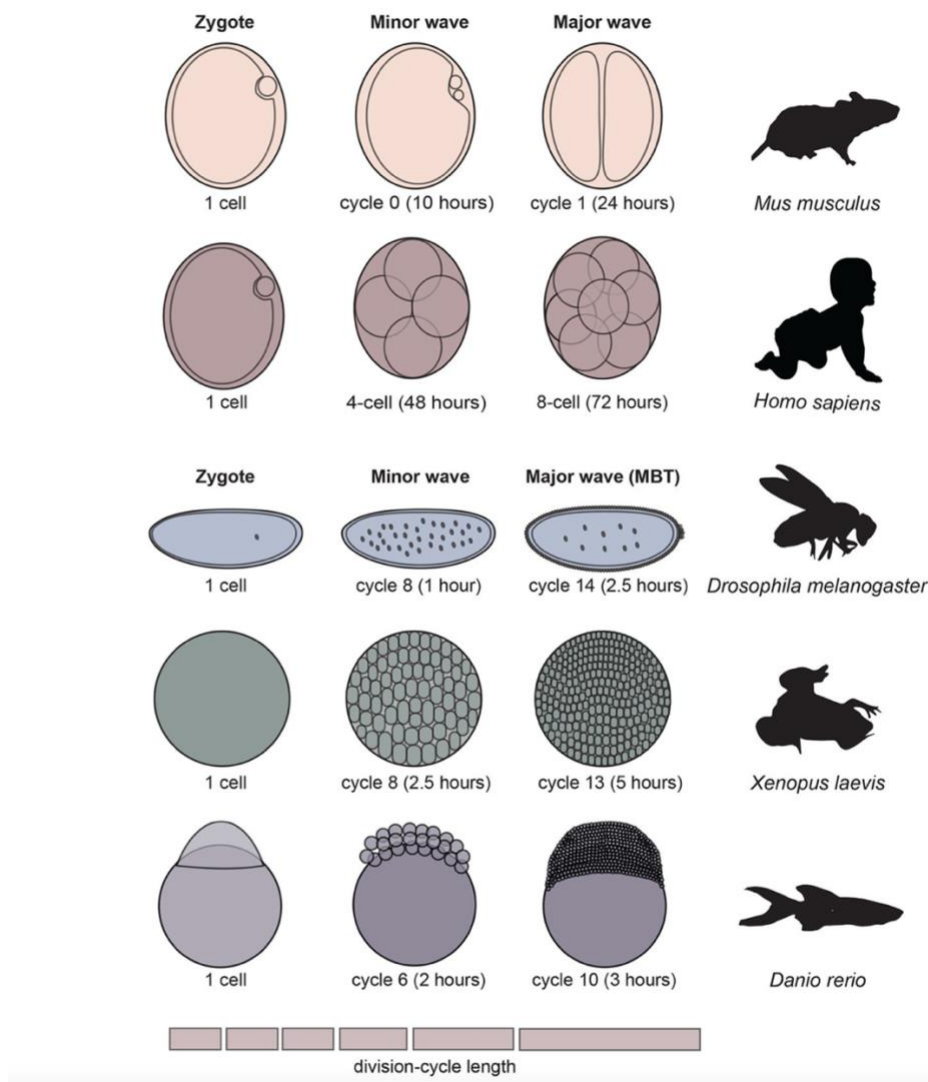 Zygote Minor wave Major wave
1 cell cycle 0 (10 hours) cycle 1 (24 hours) Mus musculus
1 cell 4-cell (48 hours) 8-cell (72 hours) Homo sapiens
Zygote Minor wave Major wave (MBT)
1 cell cycle 8 (1 hour) cycle 14 (2.5 hours) Drosophila melanogaster
1 cell cycle 8 (2.5 hours) cycle 13 (5 hours) Xenopus laevis
1 cell cycle 6 (2 hours) cycle 10 (3 hours) Danio rerio
division-cycle length